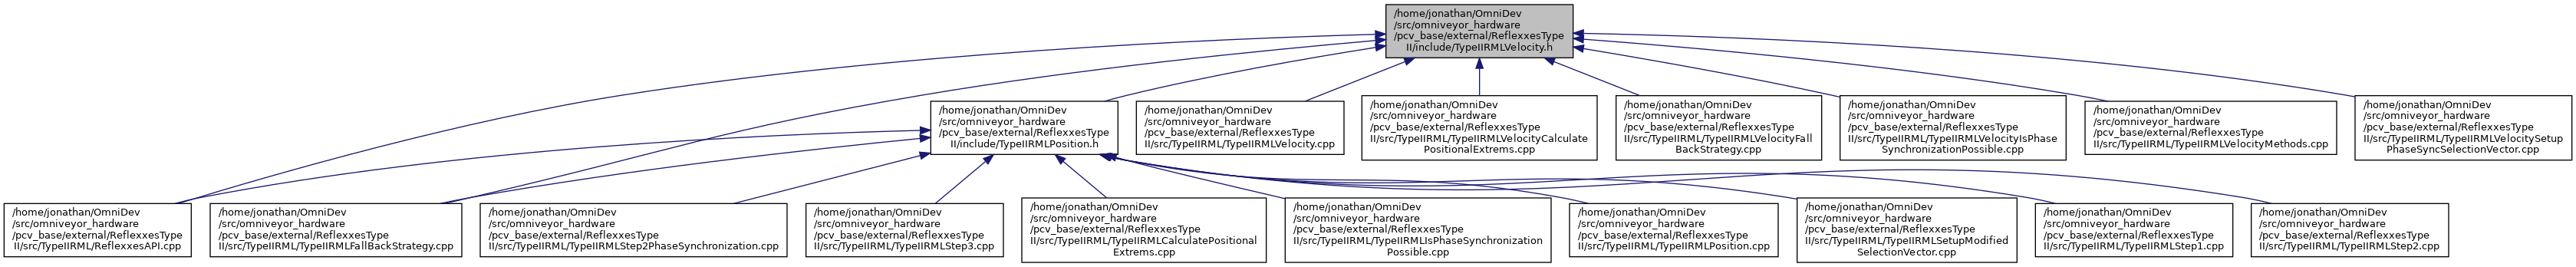 /home/jonathan/OmniDev
/src/omniveyor_hardware
/pcv_base/external/ReflexxesType
II/include/TypeIIRMLVelocity.h
/home/jonathan/OmniDev
/src/omniveyor_hardware
/pcv_base/external/ReflexxesType
II/include/TypeIIRMLPosition.h
/home/jonathan/OmniDev
/src/omniveyor_hardware
/pcv_base/external/ReflexxesType
II/src/TypeIIRML/TypeIIRMLVelocity.cpp
/home/jonathan/OmniDev
/src/omniveyor_hardware
/pcv_base/external/ReflexxesType
II/src/TypeIIRML/TypeIIRMLVelocityCalculate
PositionalExtrems.cpp
/home/jonathan/OmniDev
/src/omniveyor_hardware
/pcv_base/external/ReflexxesType
II/src/TypeIIRML/TypeIIRMLVelocityFall
BackStrategy.cpp
/home/jonathan/OmniDev
/src/omniveyor_hardware
/pcv_base/external/ReflexxesType
II/src/TypeIIRML/TypeIIRMLVelocityIsPhase
SynchronizationPossible.cpp
/home/jonathan/OmniDev
/src/omniveyor_hardware
/pcv_base/external/ReflexxesType
II/src/TypeIIRML/TypeIIRMLVelocityMethods.cpp
/home/jonathan/OmniDev
/src/omniveyor_hardware
/pcv_base/external/ReflexxesType
II/src/TypeIIRML/TypeIIRMLVelocitySetup
PhaseSyncSelectionVector.cpp
/home/jonathan/OmniDev
/src/omniveyor_hardware
/pcv_base/external/ReflexxesType
II/src/TypeIIRML/ReflexxesAPI.cpp
/home/jonathan/OmniDev
/src/omniveyor_hardware
/pcv_base/external/ReflexxesType
II/src/TypeIIRML/TypeIIRMLFallBackStrategy.cpp
/home/jonathan/OmniDev
/src/omniveyor_hardware
/pcv_base/external/ReflexxesType
II/src/TypeIIRML/TypeIIRMLStep2PhaseSynchronization.cpp
/home/jonathan/OmniDev
/src/omniveyor_hardware
/pcv_base/external/ReflexxesType
II/src/TypeIIRML/TypeIIRMLStep3.cpp
/home/jonathan/OmniDev
/src/omniveyor_hardware
/pcv_base/external/ReflexxesType
II/src/TypeIIRML/TypeIIRMLCalculatePositional
Extrems.cpp
/home/jonathan/OmniDev
/src/omniveyor_hardware
/pcv_base/external/ReflexxesType
II/src/TypeIIRML/TypeIIRMLIsPhaseSynchronization
Possible.cpp
/home/jonathan/OmniDev
/src/omniveyor_hardware
/pcv_base/external/ReflexxesType
II/src/TypeIIRML/TypeIIRMLPosition.cpp
/home/jonathan/OmniDev
/src/omniveyor_hardware
/pcv_base/external/ReflexxesType
II/src/TypeIIRML/TypeIIRMLSetupModified
SelectionVector.cpp
/home/jonathan/OmniDev
/src/omniveyor_hardware
/pcv_base/external/ReflexxesType
II/src/TypeIIRML/TypeIIRMLStep1.cpp
/home/jonathan/OmniDev
/src/omniveyor_hardware
/pcv_base/external/ReflexxesType
II/src/TypeIIRML/TypeIIRMLStep2.cpp